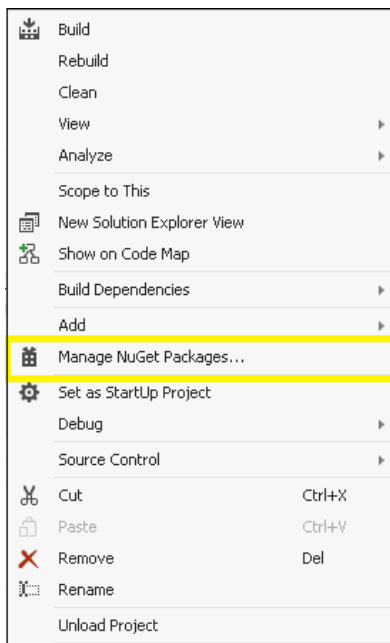 Build
Rebuild
Clean
View
Analyze
Scope to This
New Solution Explorer View
Show on Code Map
Build Dependencies
Add
Manage NuGet Packages...
Set as StartUp Project
Debug
Source Control
Cut Ctrl+X
Paste Ctrl+V
Remove Del
Rename
Unload Project